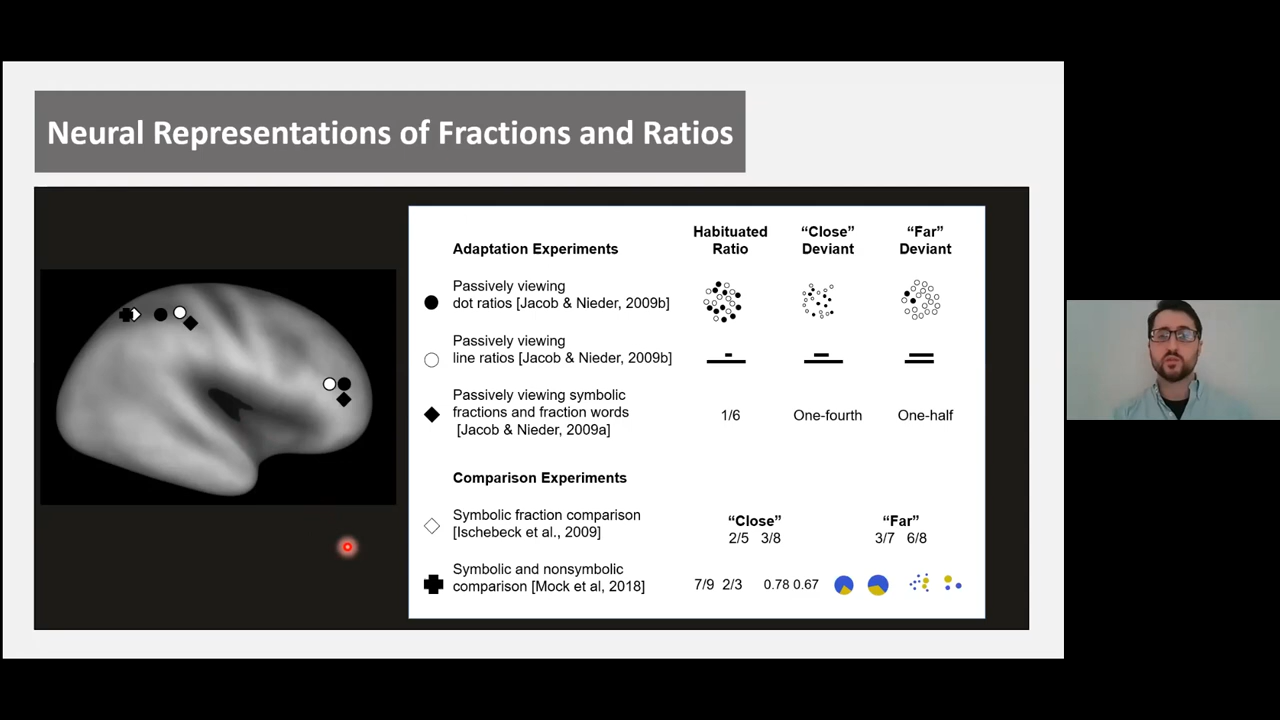 Neural Representations of Fractions and Ratios
Habituated Ratio
“Close” Deviant
“Far” Deviant
Adaptation Experiments
Passively viewing
dot ratios [Jacob & Nieder, 2009b]
Passively viewing
line ratios [Jacob & Nieder, 2009b]
Passively viewing symbolic
fractions and fraction words
[Jacob & Nieder, 2009a]
1/6 One-fourth One-half
Comparison Experiments
Symbolic fraction comparison
[Ischebeck et al., 2009]
“Close” “Far”
2/5 3/8 3/7 6/8
Symbolic and nonsymbolic
comparison [Mock et al, 2018]
7/9 2/3 0.78 0.67